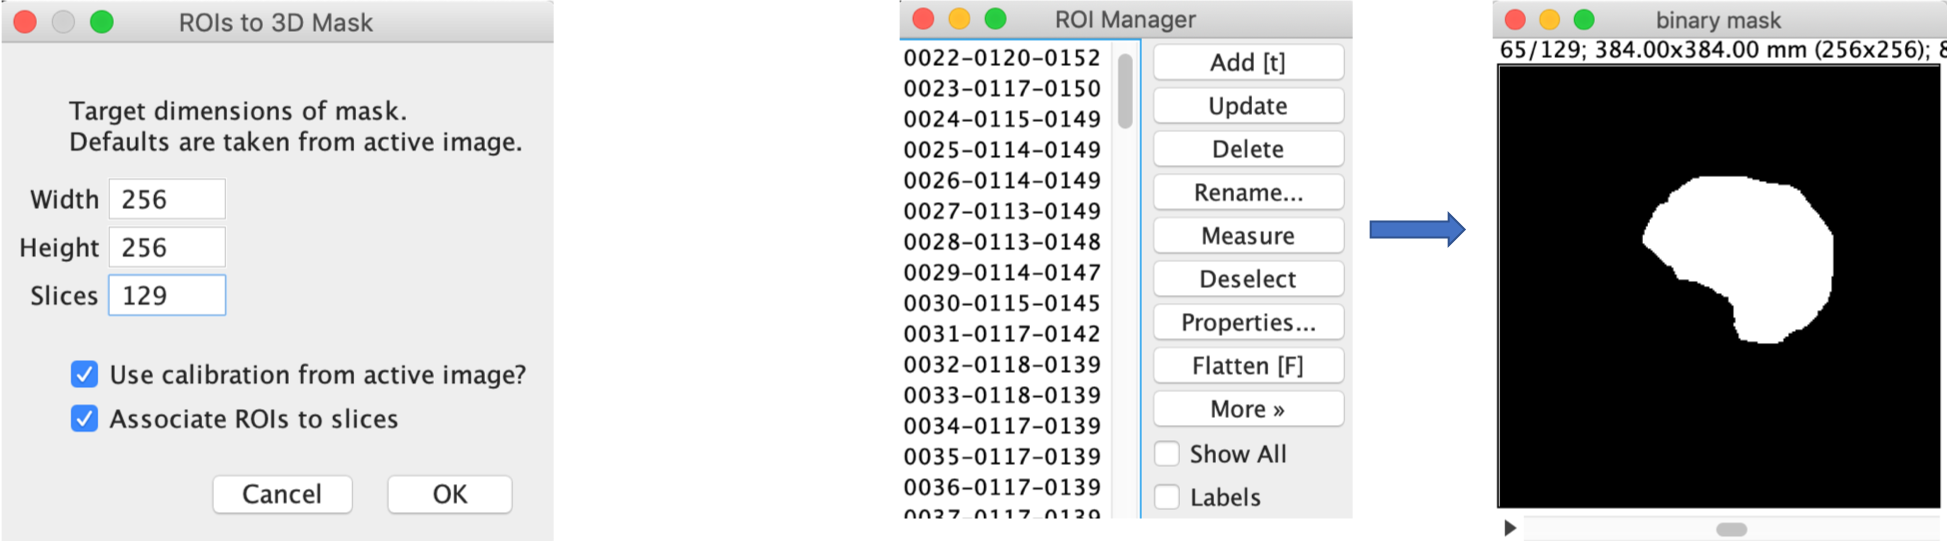 ROIs to 3D Mask
Target dimensions of mask.
Defaults are taken from active image.
Width 256
Height 256
Slices 129
Use calibration from active image?
Associate ROIs to slices
Cancel OK
ROI Manager
0022-0120-0152
0023-0117-0150
0024-0115-0149
0025-0114-0149
0026-0114-0149
0027-0113-0149
0028-0113-0148
0029-0114-0147
0030-0115-0145
0031-0117-0142
0032-0118-0139
0033-0118-0139
0034-0117-0139
0035-0117-0139
0036-0117-0139
0037-0117-0139
Add [t]
Update
Delete
Rename...
Measure
Deselect
Properties...
Flatten [F]
More »
Show All
Labels
binary mask
65/129; 384.00x384.00 mm (256x256); 8